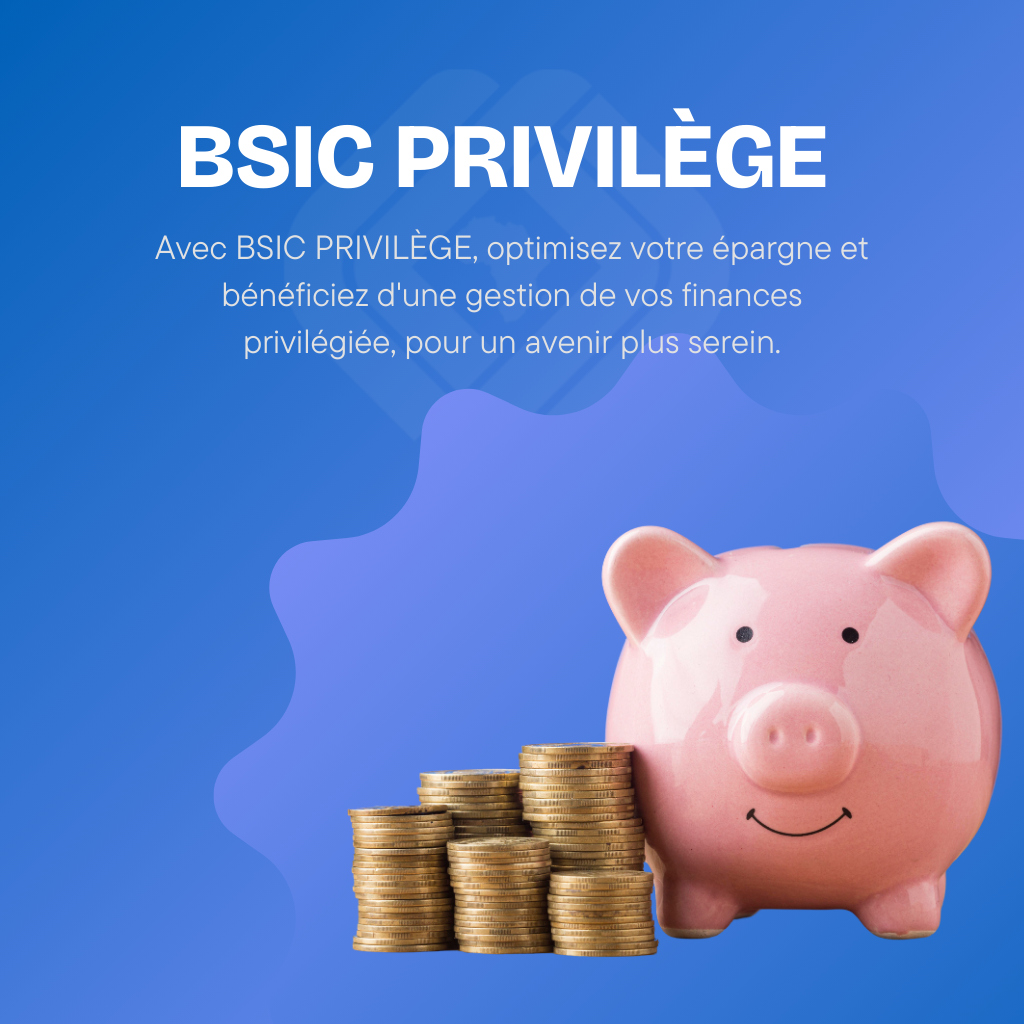 BSIC PRIVILÈGE
Avec BSIC PRIVILÈGE, optimisez votre épargne et
bénéficiez d'une gestion de vos finances
privilégiée, pour un avenir plus serein.